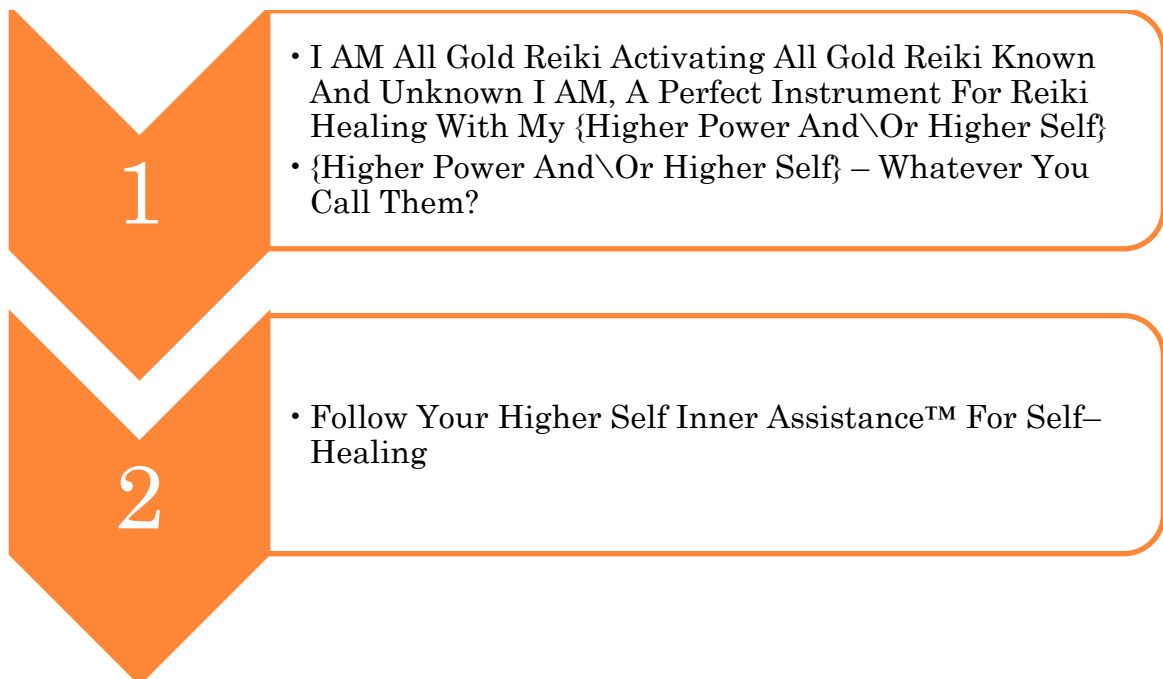 1
• I AM All Gold Reiki Activating All Gold Reiki Known
And Unknown I AM, A Perfect Instrument For Reiki
Healing With My {Higher Power And\Or Higher Self}
• {Higher Power And\Or Higher Self} – Whatever You
Call Them?
2
• Follow Your Higher Self Inner Assistance™ For Self–
Healing